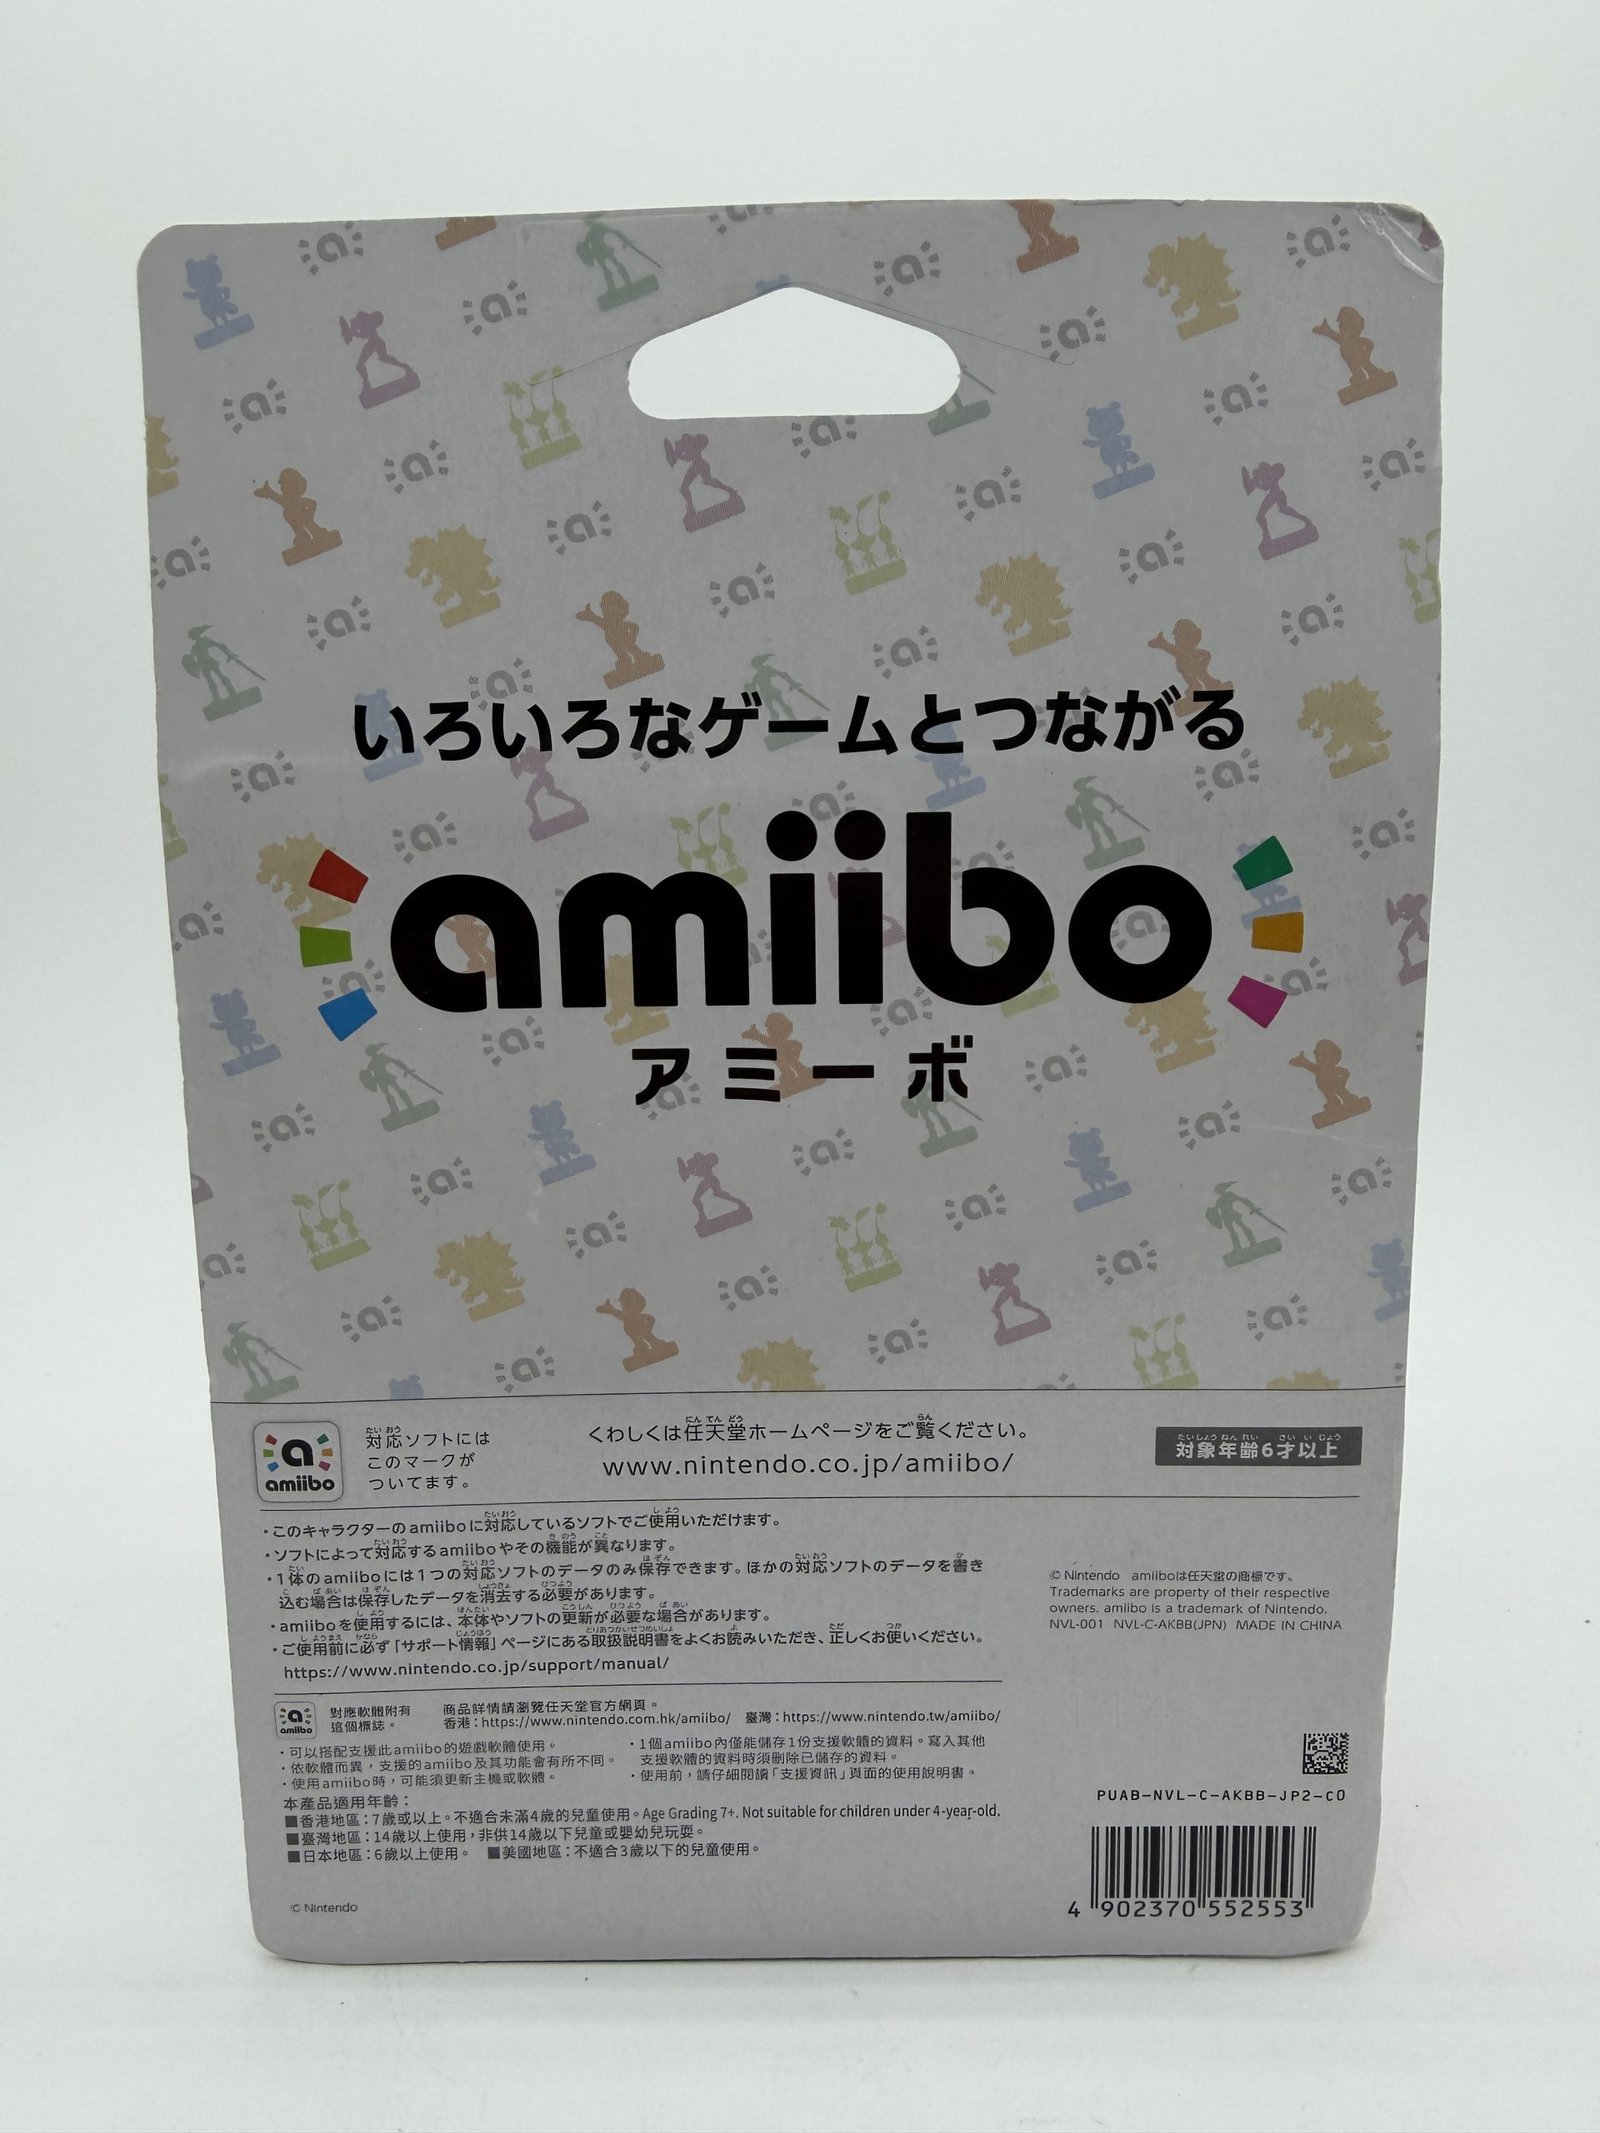 いろいろなゲームとつながる
amiibo
アミーボ
amiibo
対応ソフトには
このマークが
ついてます。
くわしくは任天堂ホームページをご覧ください。
www.nintendo.co.jp/amiibo/
対象年齢6才以上
・このキャラクターのamiiboに対応しているソフトでご使用いただけます。
・ソフトによって対応するamiiboやその機能が異なります。
・1体のamiiboには1つの対応ソフトのデータのみ保存できます。ほかの対応ソフトのデータを書き
込む場合は保存したデータを消去する必要があります。
・amiiboを使用するには、本体やソフトの更新が必要な場合があります。
・ご使用前に必ず「サポート情報」ページにある取扱説明書をよくお読みいただき、正しくお使いください。
https://www.nintendo.co.jp/support/manual/
© Nintendo amiiboは任天堂の商標です。
Trademarks are property of their respective
owners. amiibo is a trademark of Nintendo.
NVL-001 NVL-C-AKBB(JPN) MADE IN CHINA
amiibo
對應軟體附有
這個標誌。
商品詳情請瀏覽任天堂官方網頁。
香港：https://www.nintendo.com.hk/amiibo/ 臺灣：https://www.nintendo.tw/amiibo/
・可以搭配支援此amiibo的遊戲軟體使用。
・依軟體而異，支援的amiibo及其功能會有所不同。
・使用amiibo時，可能須更新主機或軟體。
・1個amiibo內僅能儲存1份支援軟體的資料。寫入其他
支援軟體的資料時須刪除已儲存的資料。
・使用前，請仔細閱讀「支援資訊」頁面的使用說明書。
本產品適用年齡：
■香港地區：7歲或以上。不適合未滿4歲的兒童使用。Age Grading 7+. Not suitable for children under 4-year-old.
■臺灣地區：14歲以上使用，非供14歲以下兒童或嬰幼兒玩耍。
■日本地區：6歲以上使用。 ■美國地區：不適合3歲以下的兒童使用。
© Nintendo
PUAB-NVL-C-AKBB-JP2-C0
4 902370 552553